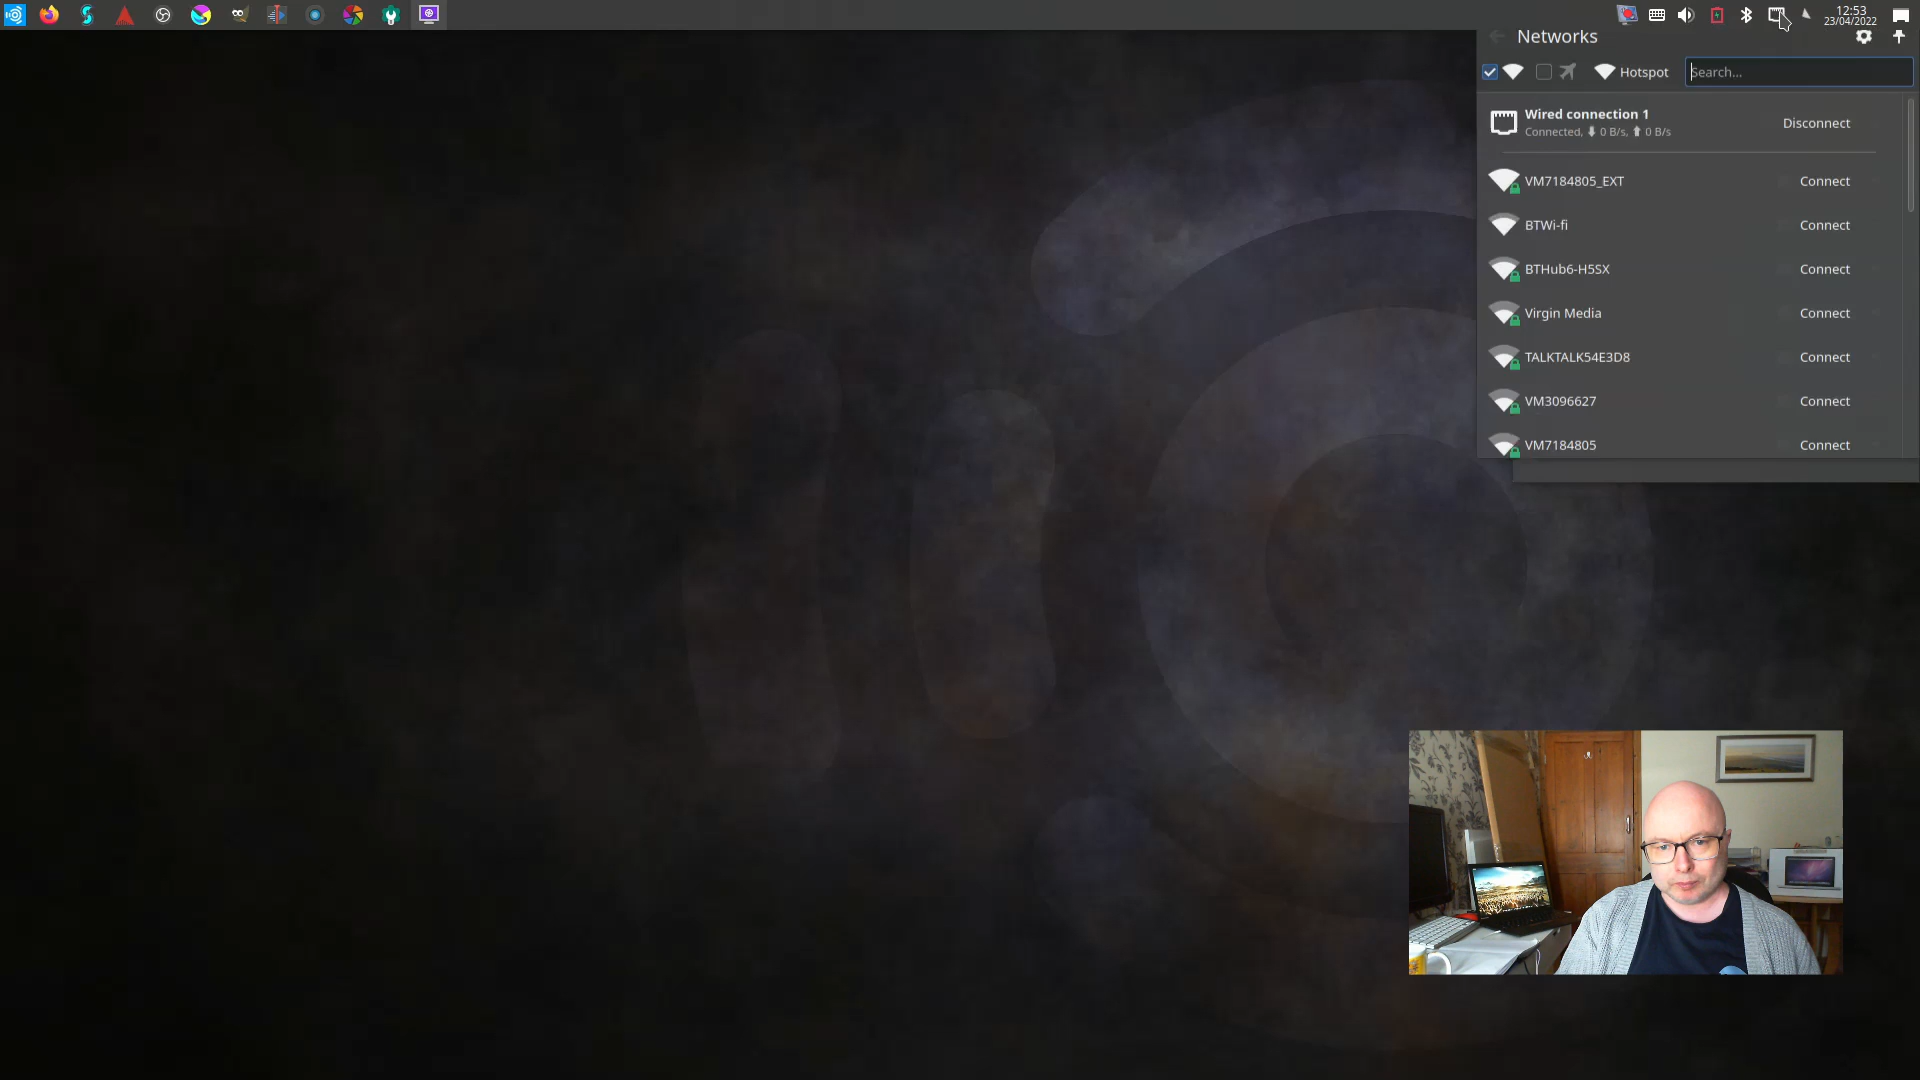 12:53
23/04/2022
Networks
Hotspot
Search...
Wired connection 1
Connected, ⬇ 0 B/s, ⬆ 0 B/s
Disconnect
VM7184805_EXT
Connect
BTWi-fi
Connect
BTHub6-H5SX
Connect
Virgin Media
Connect
TALKTALK54E3D8
Connect
VM3096627
Connect
VM7184805
Connect